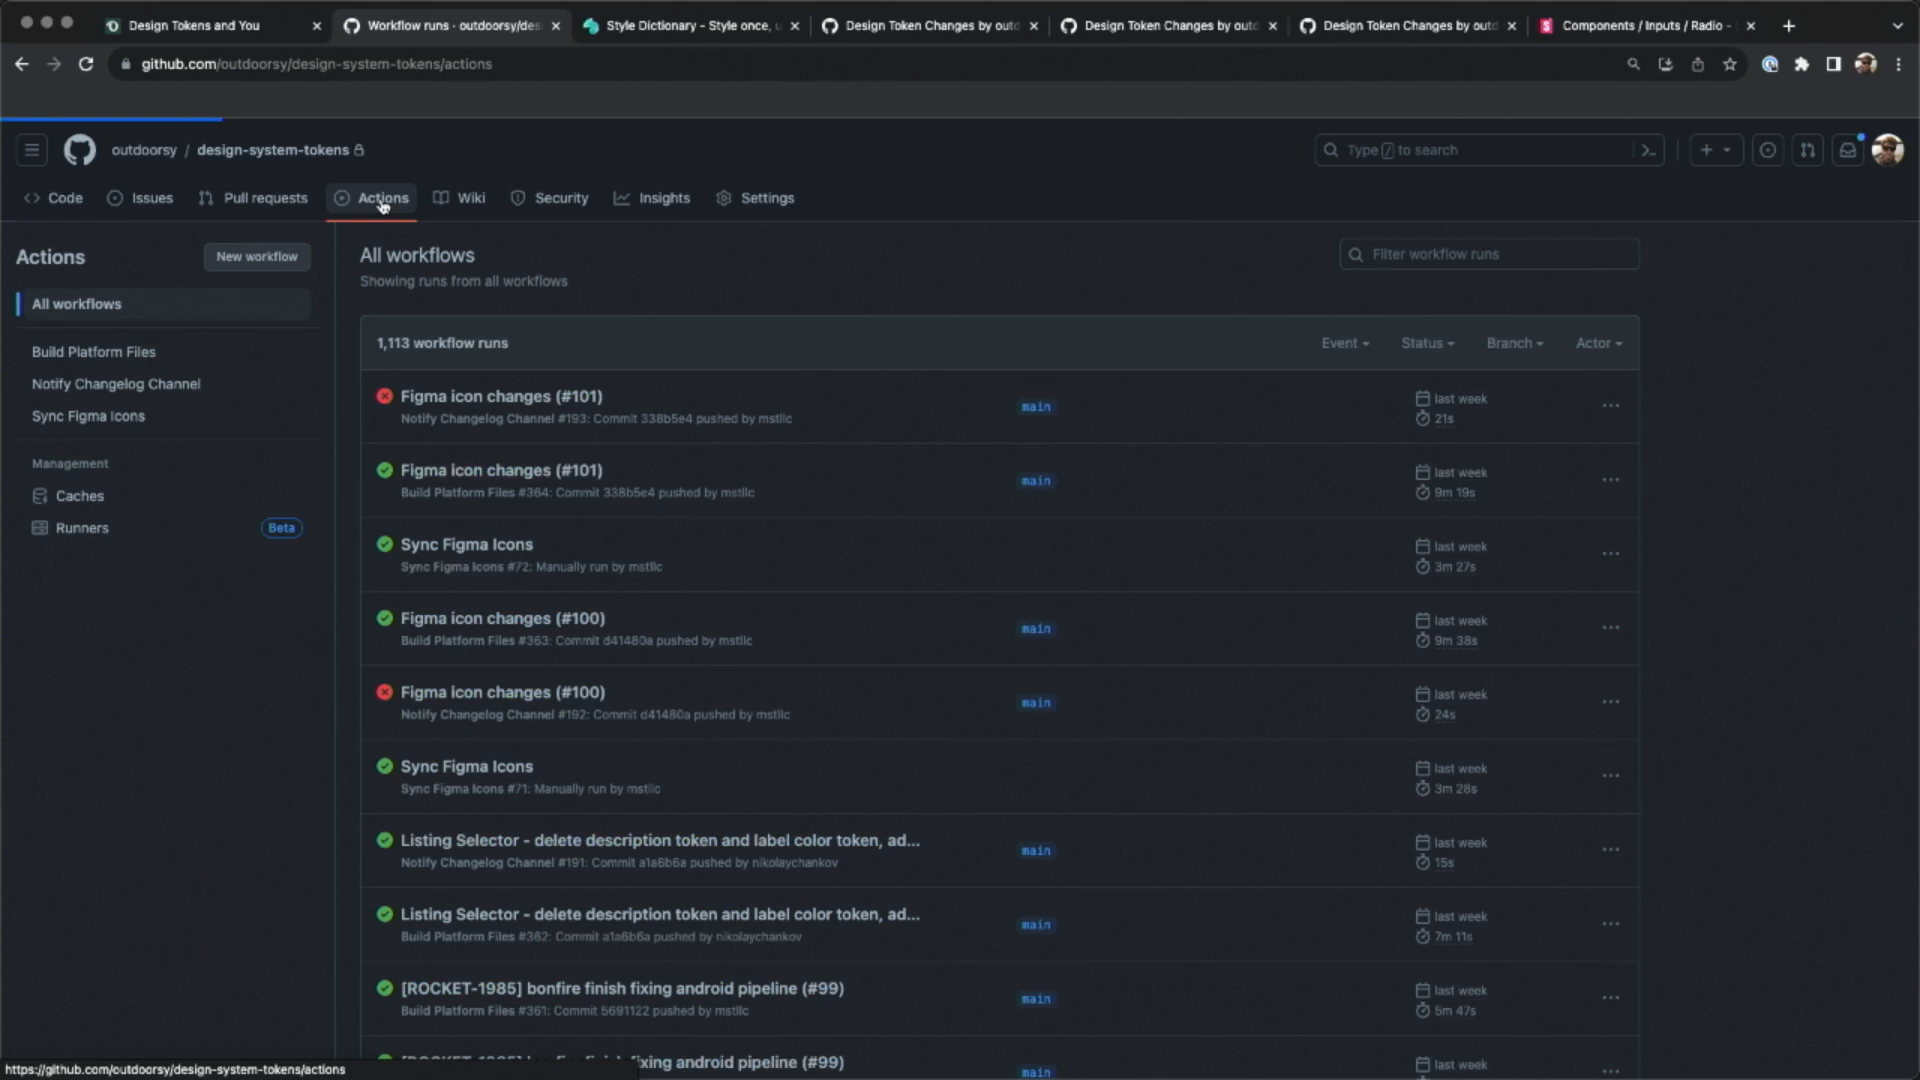 Design Tokens and You
Workflow runs · outdoorsy/des
Style Dictionary - Style once, u
Design Token Changes by outd
Design Token Changes by outd
Design Token Changes by outd
Components / Inputs / Radio -
github.com/outdoorsy/design-system-tokens/actions
outdoorsy / design-system-tokens
Type / to search
Code
Issues
Pull requests
Actions
Wiki
Security
Insights
Settings
Actions
New workflow
All workflows
Build Platform Files
Notify Changelog Channel
Sync Figma Icons
Management
Caches
Runners
Beta
All workflows
Showing runs from all workflows
Filter workflow runs
1,113 workflow runs
Event
Status
Branch
Actor
Figma icon changes (#101)
Notify Changelog Channel #193: Commit 338b5e4 pushed by mstllc
main
last week
21s
Figma icon changes (#101)
Build Platform Files #364: Commit 338b5e4 pushed by mstllc
main
last week
9m 19s
Sync Figma Icons
Sync Figma Icons #72: Manually run by mstllc
last week
3m 27s
Figma icon changes (#100)
Build Platform Files #363: Commit d41480a pushed by mstllc
main
last week
9m 38s
Figma icon changes (#100)
Notify Changelog Channel #192: Commit d41480a pushed by mstllc
main
last week
24s
Sync Figma Icons
Sync Figma Icons #71: Manually run by mstllc
last week
3m 28s
Listing Selector - delete description token and label color token, ad...
Notify Changelog Channel #191: Commit a1a6b6a pushed by nikolaychankov
main
last week
15s
Listing Selector - delete description token and label color token, ad...
Build Platform Files #362: Commit a1a6b6a pushed by nikolaychankov
main
last week
7m 11s
[ROCKET-1985] bonfire finish fixing android pipeline (#99)
Build Platform Files #361: Commit 5691122 pushed by mstllc
main
last week
5m 47s
[ROCKET-1985] bonfire finish fixing android pipeline (#99)
main
last week
https://github.com/outdoorsy/design-system-tokens/actions